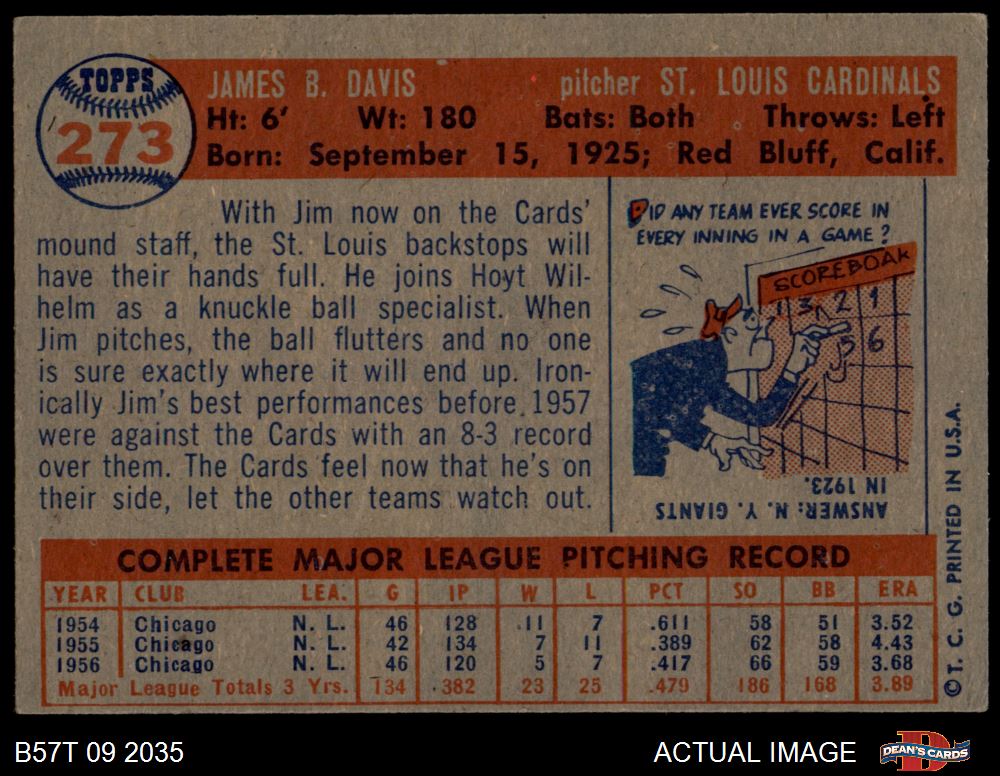 TOPPS
273
JAMES B. DAVIS pitcher ST. LOUIS CARDINALS
Ht: 6' Wt: 180 Bats: Both Throws: Left
Born: September 15, 1925; Red Bluff, Calif.
With Jim now on the Cards'
mound staff, the St. Louis backstops will
have their hands full. He joins Hoyt Wil-
helm as a knuckle ball specialist. When
Jim pitches, the ball flutters and no one
is sure exactly where it will end up. Iron-
ically Jim's best performances before 1957
were against the Cards with an 8-3 record
over them. The Cards feel now that he's on
their side, let the other teams watch out.
DID ANY TEAM EVER SCORE IN
EVERY INNING IN A GAME?
SCOREBOAR
1 3 2 1
5 6
ANSWER: N. Y. GIANTS
IN 1923.
COMPLETE MAJOR LEAGUE PITCHING RECORD
YEAR CLUB LEA. G IP W L PCT SO BB ERA
1954 Chicago N. L. 46 128 11 7 .611 58 51 3.52
1955 Chicago N. L. 42 134 7 11 .389 62 58 4.43
1956 Chicago N. L. 46 120 5 7 .417 66 59 3.68
Major League Totals 3 Yrs. 134 382 23 25 .479 186 168 3.89
© T. C. G. PRINTED IN U.S.A.
B57T 09 2035 ACTUAL IMAGE
DEAN'S CARDS